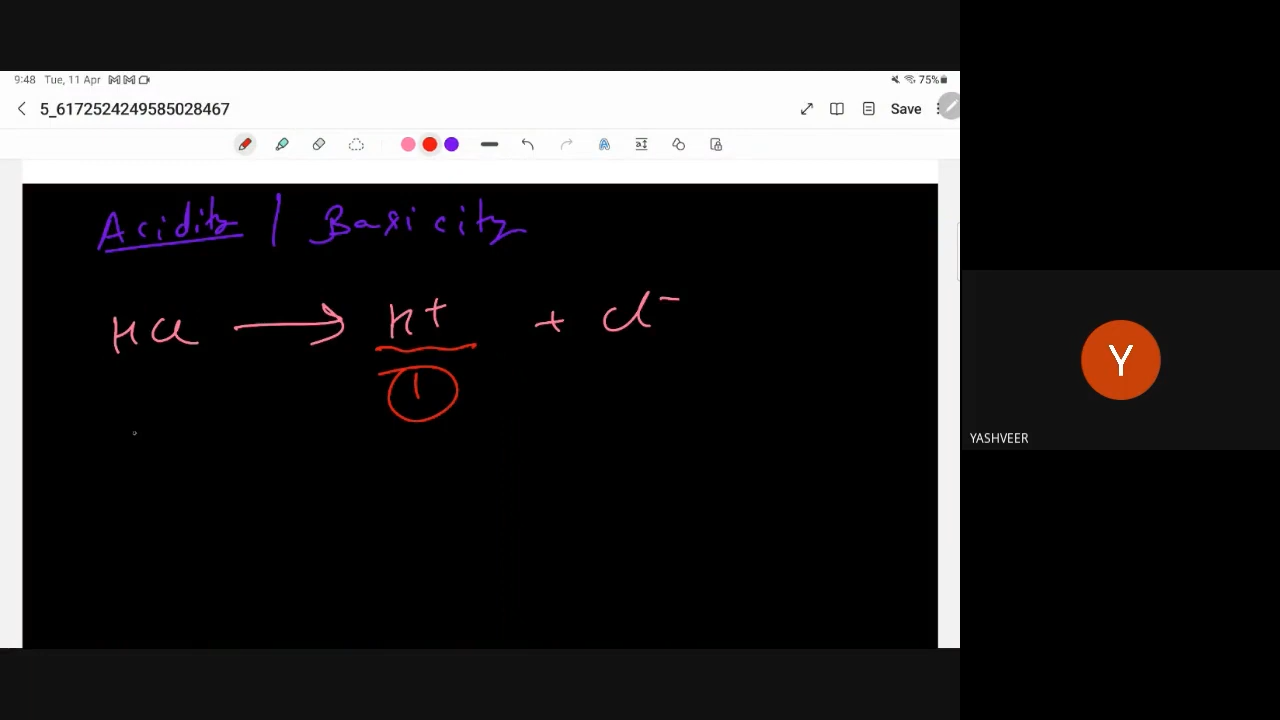 9:48 Tue, 11 Apr 75%
5_6172524249585028467 Save
Acidity | Basicity
HCl → H+ + Cl−
1
Y
YASHVEER